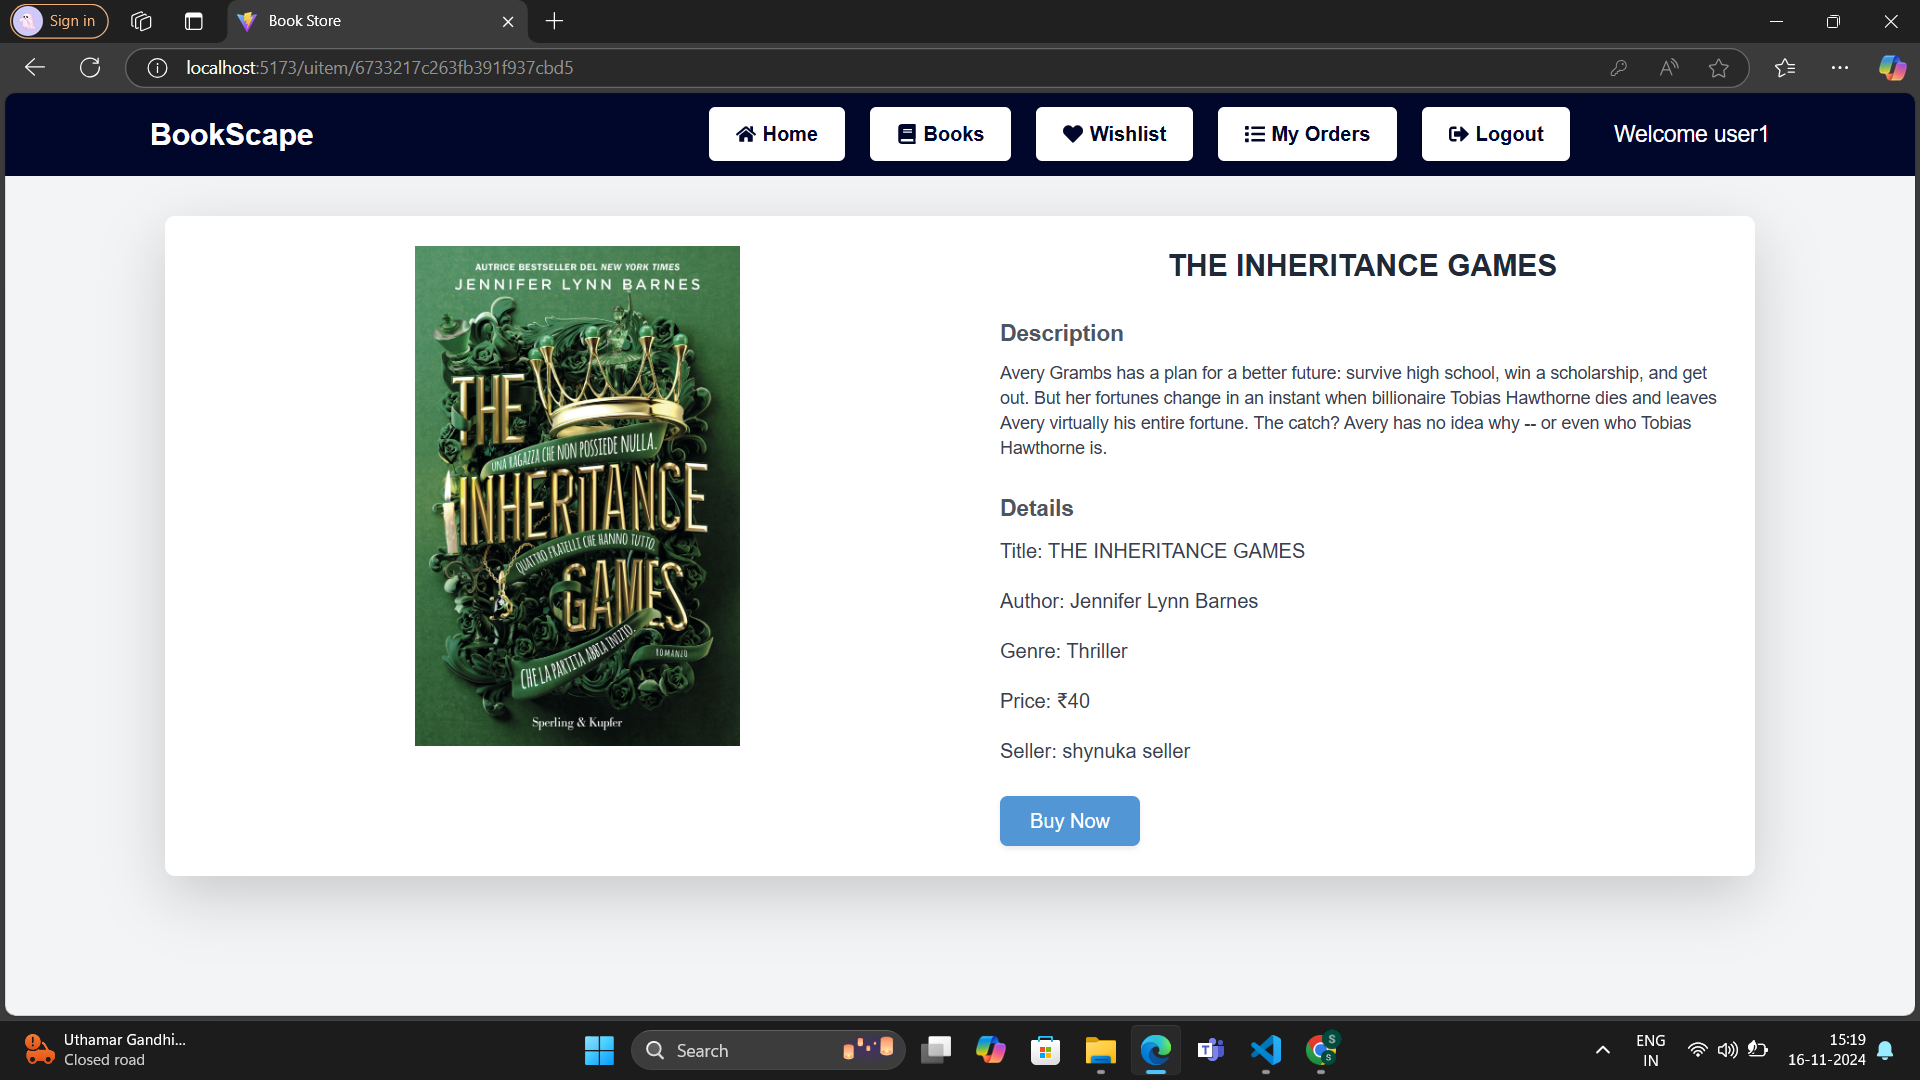 Sign in
Book Store
localhost:5173/uitem/6733217c263fb391f937cbd5
BookScape
Home
Books
Wishlist
My Orders
Logout
Welcome user1
AUTRICE BESTSELLER DEL NEW YORK TIMES
JENNIFER LYNN BARNES
THE
UNA RAGAZZA CHE NON POSSIEDE NULLA.
INHERITANCE
QUATTRO FRATELLI CHE HANNO TUTTO.
GAMES
CHE LA PARTITA ABBIA INIZIO.
ROMANZO
Sperling & Kupfer
THE INHERITANCE GAMES
Description
Avery Grambs has a plan for a better future: survive high school, win a scholarship, and get
out. But her fortunes change in an instant when billionaire Tobias Hawthorne dies and leaves
Avery virtually his entire fortune. The catch? Avery has no idea why -- or even who Tobias
Hawthorne is.
Details
Title: THE INHERITANCE GAMES
Author: Jennifer Lynn Barnes
Genre: Thriller
Price: ₹40
Seller: shynuka seller
Buy Now
Uthamar Gandhi...
Closed road
Search
ENG
IN
15:19
16-11-2024